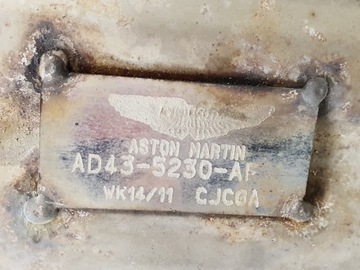 ASTON MARTIN
AD43-5230-AF
WK14/11 CJCGA